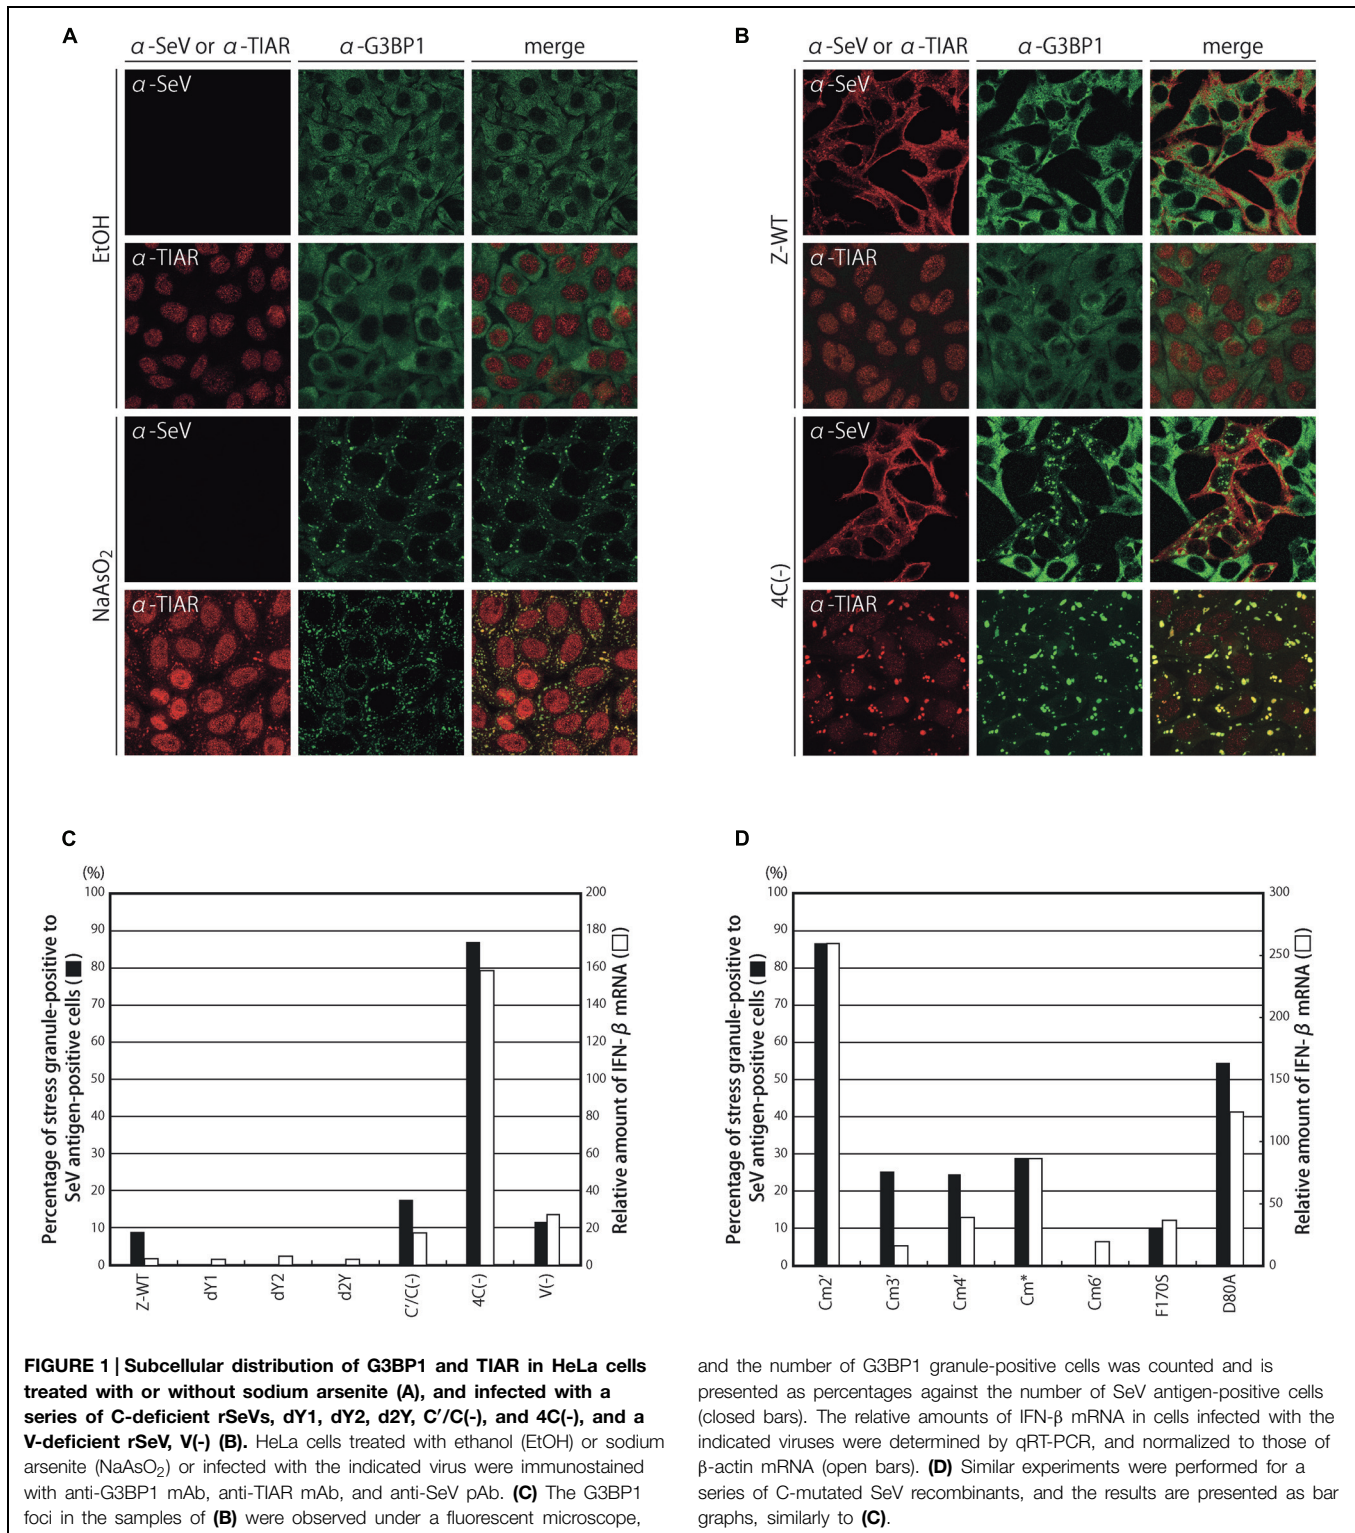 A
α-SeV or α-TIAR
α-G3BP1
merge
EtOH
α-SeV
α-TIAR
NaAsO2
α-SeV
α-TIAR
B
α-SeV or α-TIAR
α-G3BP1
merge
Z-WT
α-SeV
α-TIAR
4C(-)
α-SeV
α-TIAR
C
(%)
Percentage of stress granule-positive to
SeV antigen-positive cells (■)
100
90
80
70
60
50
40
30
20
10
0
200
180
160
140
120
100
80
60
40
20
0
Relative amount of IFN-β mRNA (□)
Z-WT
dY1
dY2
d2Y
C′/C(-)
4C(-)
V(-)
D
(%)
Percentage of stress granule-positive to
SeV antigen-positive cells (■)
100
90
80
70
60
50
40
30
20
10
0
300
250
200
150
100
50
0
Relative amount of IFN-β mRNA (□)
Cm2′
Cm3′
Cm4′
Cm*
Cm6′
F170S
D80A
FIGURE 1 | Subcellular distribution of G3BP1 and TIAR in HeLa cells
treated with or without sodium arsenite (A), and infected with a
series of C-deficient rSeVs, dY1, dY2, d2Y, C′/C(-), and 4C(-), and a
V-deficient rSeV, V(-) (B). HeLa cells treated with ethanol (EtOH) or sodium
arsenite (NaAsO2) or infected with the indicated virus were immunostained
with anti-G3BP1 mAb, anti-TIAR mAb, and anti-SeV pAb. (C) The G3BP1
foci in the samples of (B) were observed under a fluorescent microscope,
and the number of G3BP1 granule-positive cells was counted and is
presented as percentages against the number of SeV antigen-positive cells
(closed bars). The relative amounts of IFN-β mRNA in cells infected with the
indicated viruses were determined by qRT-PCR, and normalized to those of
β-actin mRNA (open bars). (D) Similar experiments were performed for a
series of C-mutated SeV recombinants, and the results are presented as bar
graphs, similarly to (C).